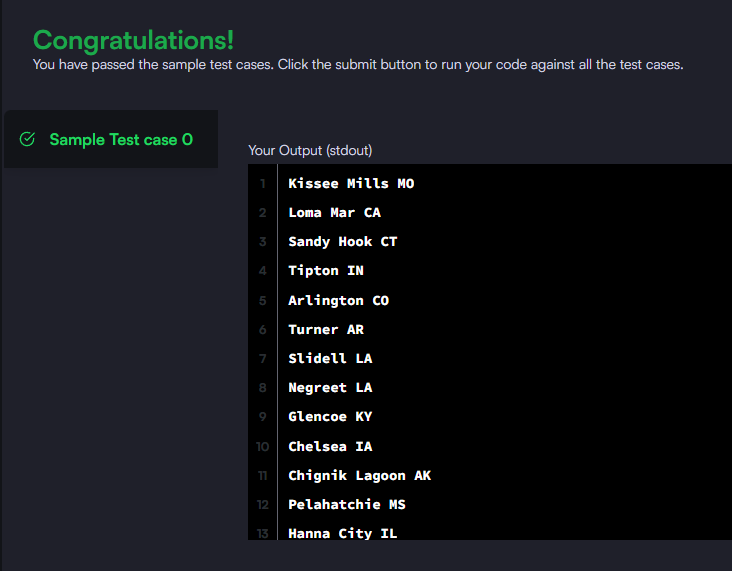 Congratulations!
You have passed the sample test cases. Click the submit button to run your code against all the test cases.
Sample Test case 0
Your Output (stdout)
1 Kissee Mills MO
2 Loma Mar CA
3 Sandy Hook CT
4 Tipton IN
5 Arlington CO
6 Turner AR
7 Slidell LA
8 Negreet LA
9 Glencoe KY
10 Chelsea IA
11 Chignik Lagoon AK
12 Pelahatchie MS
13 Hanna City IL